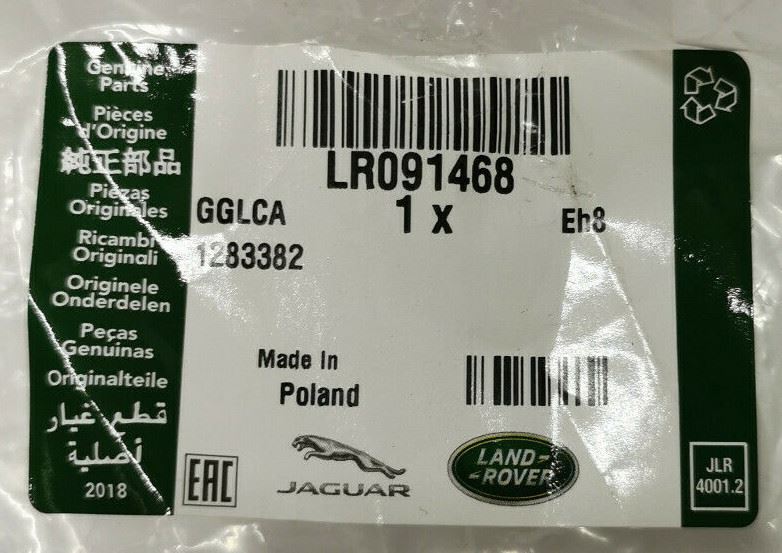 Genuine
Parts
Pièces
d'Origine
純正部品
Piezas
Originales
Ricambi
Originali
Originele
Onderdelen
Peças
Genuinas
Originalteile
قطع غيار
أصلية
2018
LR091468
GGLCA
1 x
Eh8
1283382
Made In
Poland
EAC
JAGUAR
LAND-
-ROVER
JLR
4001.2